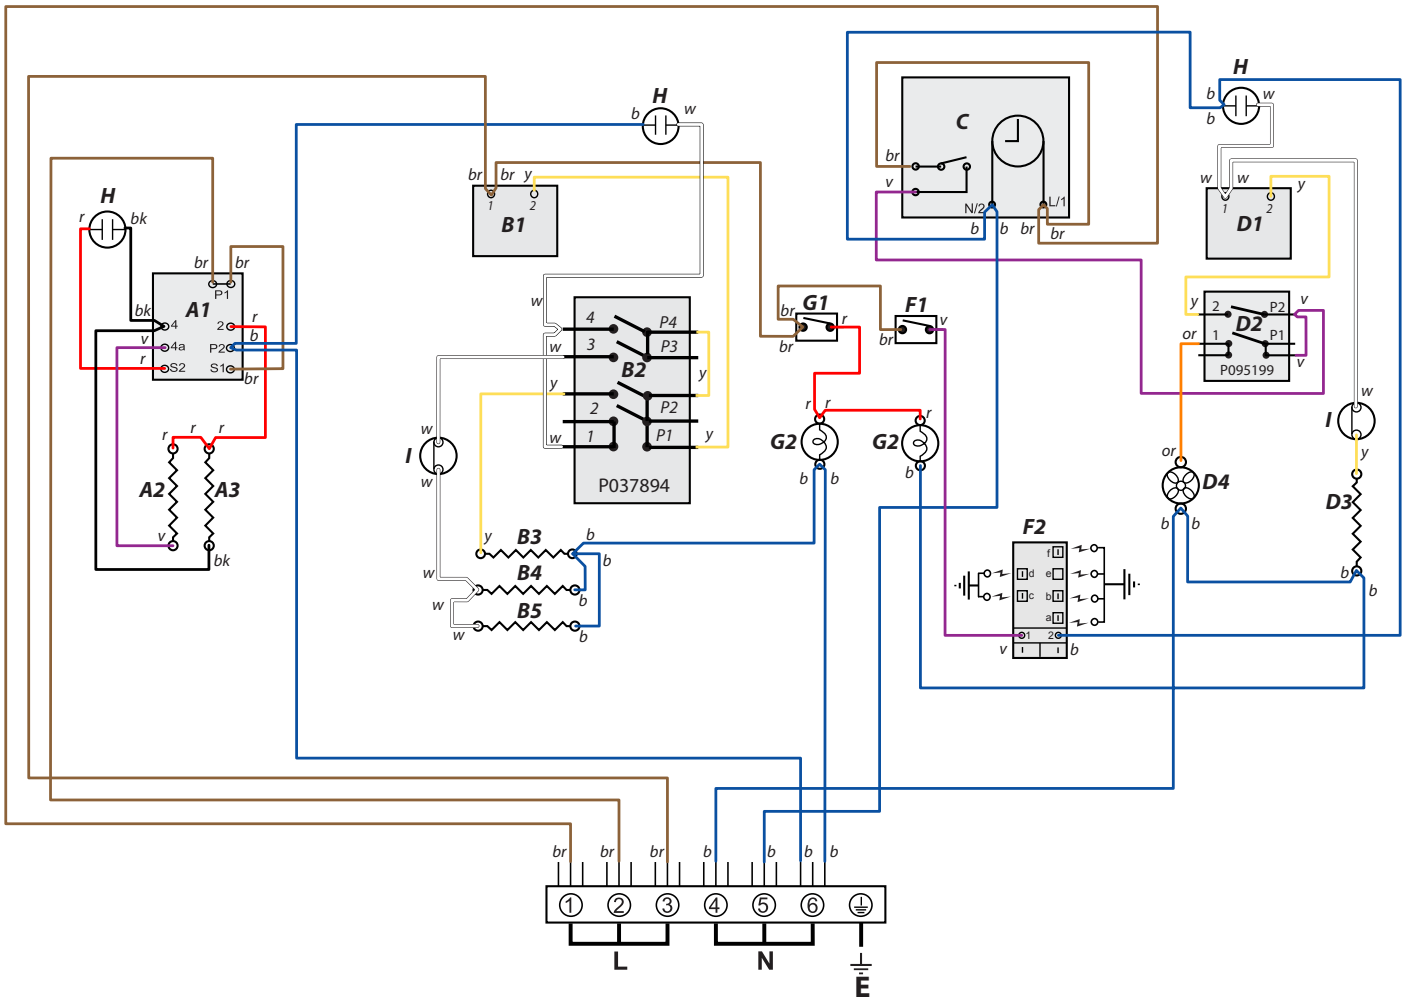 H
b w
H
b w
b
C
br
v
N/2 L/1
b b br br
br br y
1 2
B1
w w y
1 2
D1
H
r bk
br br
P1
A1
bk 4 2 r
v 4a P2 b
r S2 S1 br
r r r
A2 A3
v bk
w
4 P4
w 3 P3
B2
y y
2 P2
w 1 P1 y
P037894
w
I
w
br G1 r
br
F1 v
br
r r
G2
b b
r
G2
b
y 2 P2 v
or 1 D2 P1
v
P095199
w
I
y
or
D4
b b
D3
b
b
y B3 b
b
w B4
b
w B5
w b
F2
f
d e
c b
a
1 2
v b
br br br b b b b
1 2 3 4 5 6
L N
E